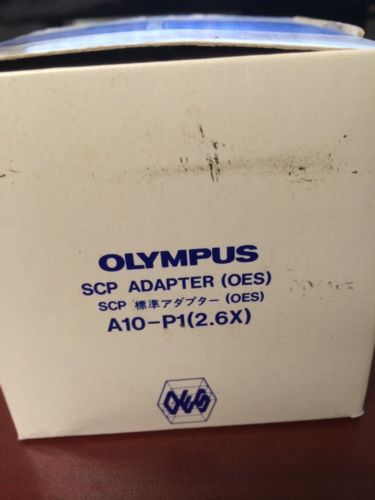 OLYMPUS
SCP ADAPTER (OES)
SCP 標準アダプター (OES)
A10-P1(2.6X)
OES